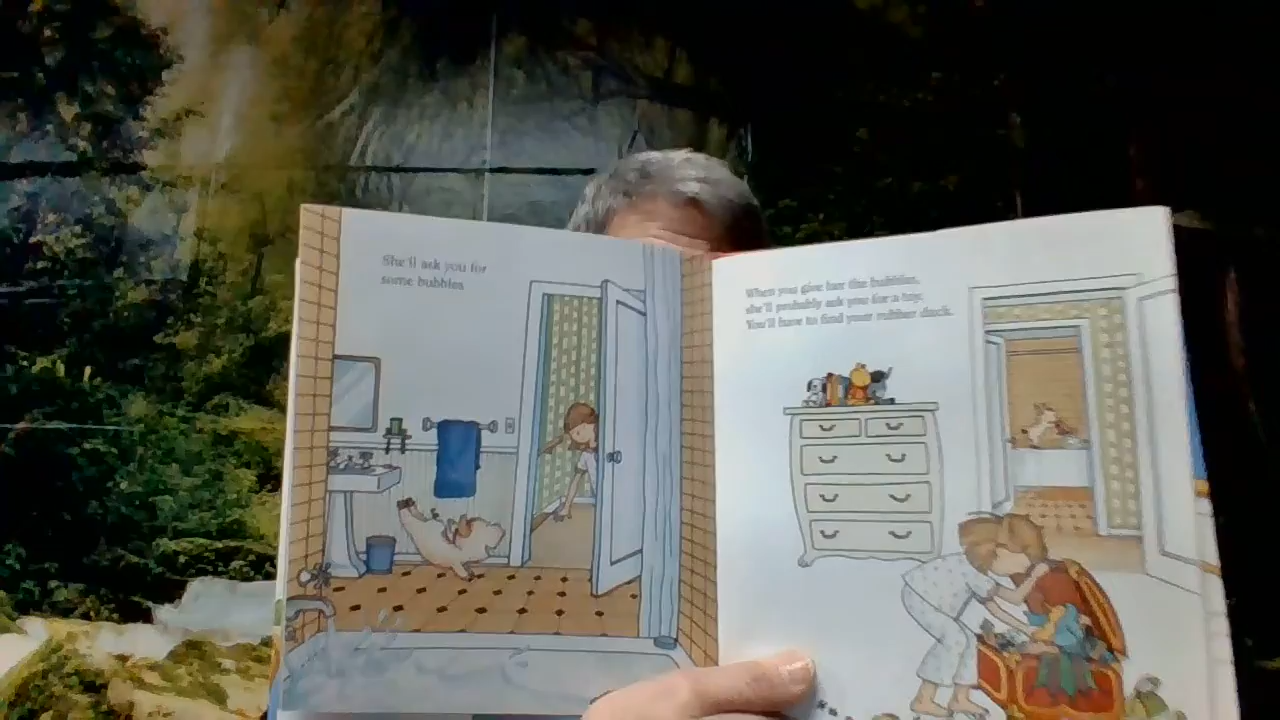 She'll ask you for
some bubbles
When you give her the bubbles,
she'll probably ask you for a toy.
You'll have to find your rubber duck.